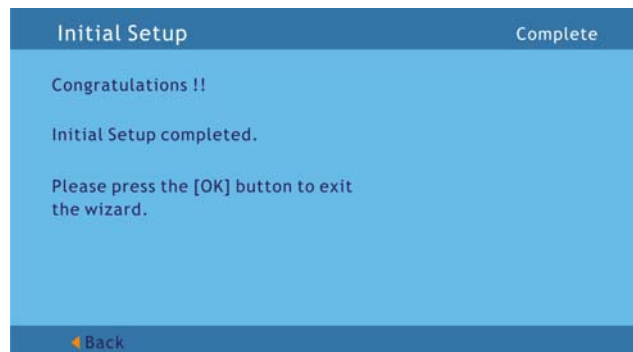 Initial Setup Complete
Congratulations !!
Initial Setup completed.
Please press the [OK] button to exit
the wizard.
Back